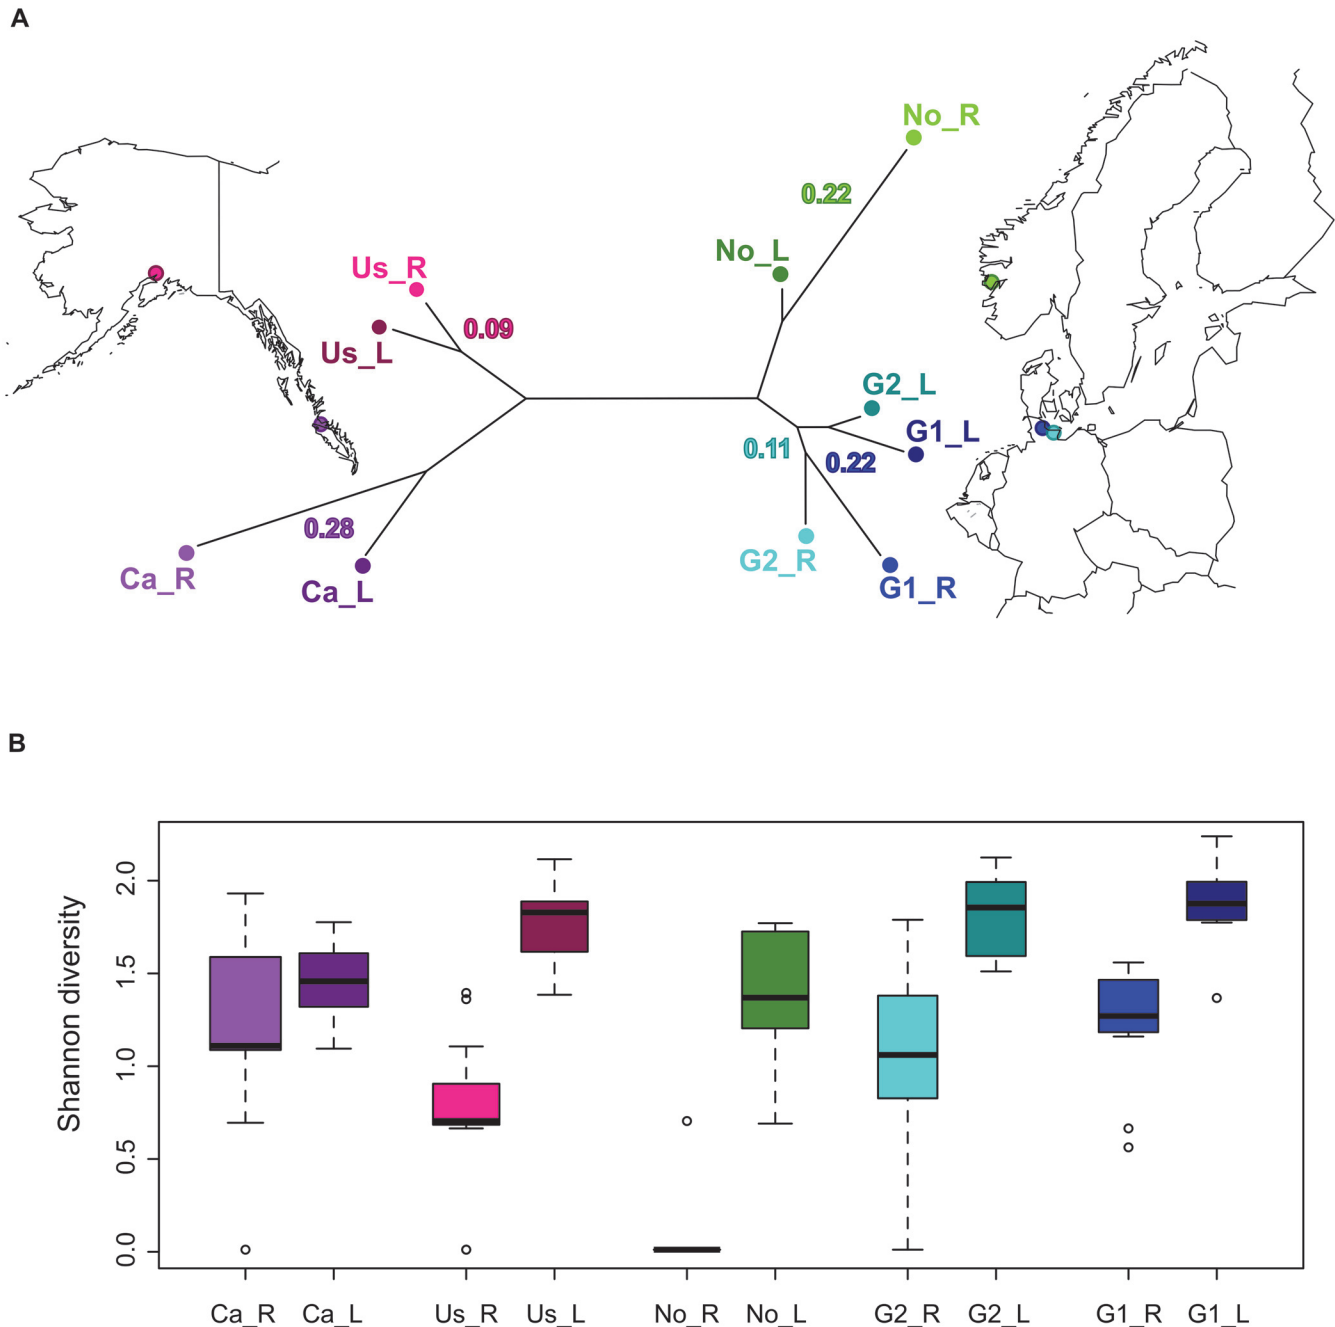 A
No_R
0.22
No_L
Us_R
0.09
Us_L
G2_L
G1_L
0.11
0.22
0.28
G2_R
Ca_R
Ca_L
G1_R
B
Shannon diversity
2.0
1.5
1.0
0.5
0.0
Ca_R Ca_L Us_R Us_L No_R No_L G2_R G2_L G1_R G1_L